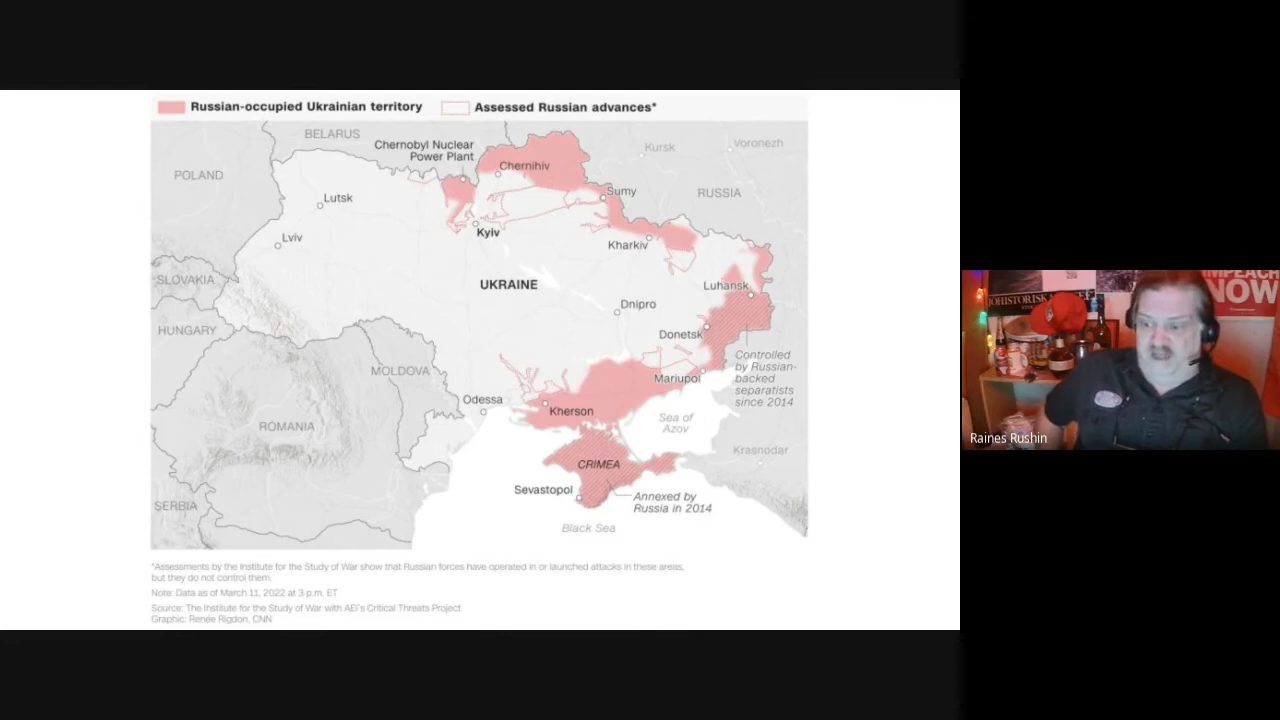 Russian-occupied Ukrainian territory
Assessed Russian advances*
BELARUS
Chernobyl Nuclear
Power Plant
Chernihiv
Kursk
Voronezh
POLAND
Lutsk
Sumy
RUSSIA
Kyiv
Lviv
Kharkiv
SLOVAKIA
UKRAINE
Luhansk
Dnipro
HUNGARY
Donetsk
MOLDOVA
Mariupol
Controlled
by Russian-
backed
separatists
since 2014
Odessa
Kherson
Sea of
Azov
ROMANIA
Krasnodar
CRIMEA
Sevastopol
Annexed by
Russia in 2014
SERBIA
Black Sea
*Assessments by the Institute for the Study of War show that Russian forces have operated in or launched attacks in these areas,
but they do not control them.
Note: Data as of March 11, 2022 at 3 p.m. ET
Source: The Institute for the Study of War with AEI's Critical Threats Project
Graphic: Renée Rigdon, CNN
IMPEACH
NOW
Raines Rushin